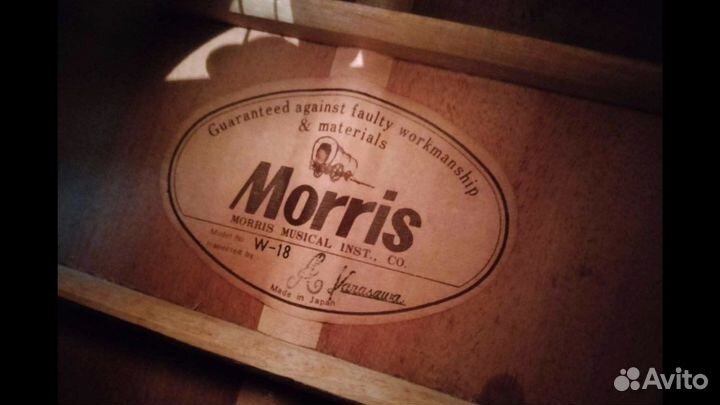 Guaranteed against faulty workmanship
& materials
Morris
MORRIS MUSICAL INST., CO.
Model No. W-18
Inspected by
Made in Japan
Avito